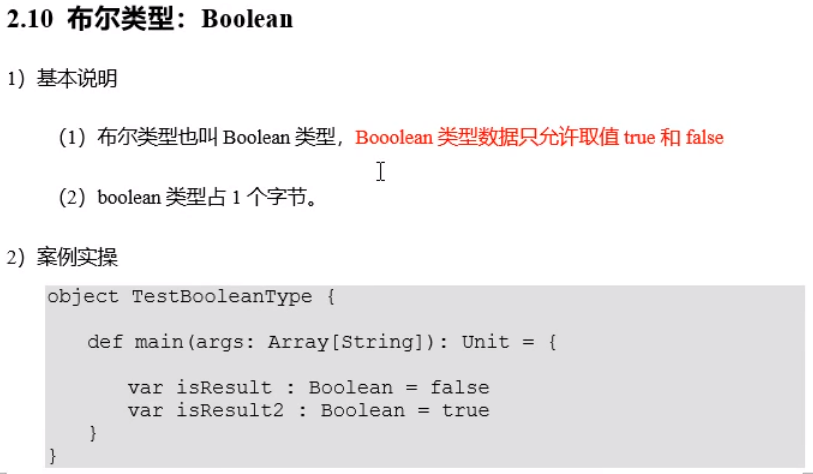 2.10 布尔类型：Boolean
1）基本说明
（1）布尔类型也叫 Boolean 类型，Booolean 类型数据只允许取值 true 和 false
（2）boolean 类型占 1 个字节。
2）案例实操
object TestBooleanType {
def main(args: Array[String]): Unit = {
var isResult : Boolean = false
var isResult2 : Boolean = true
}
}